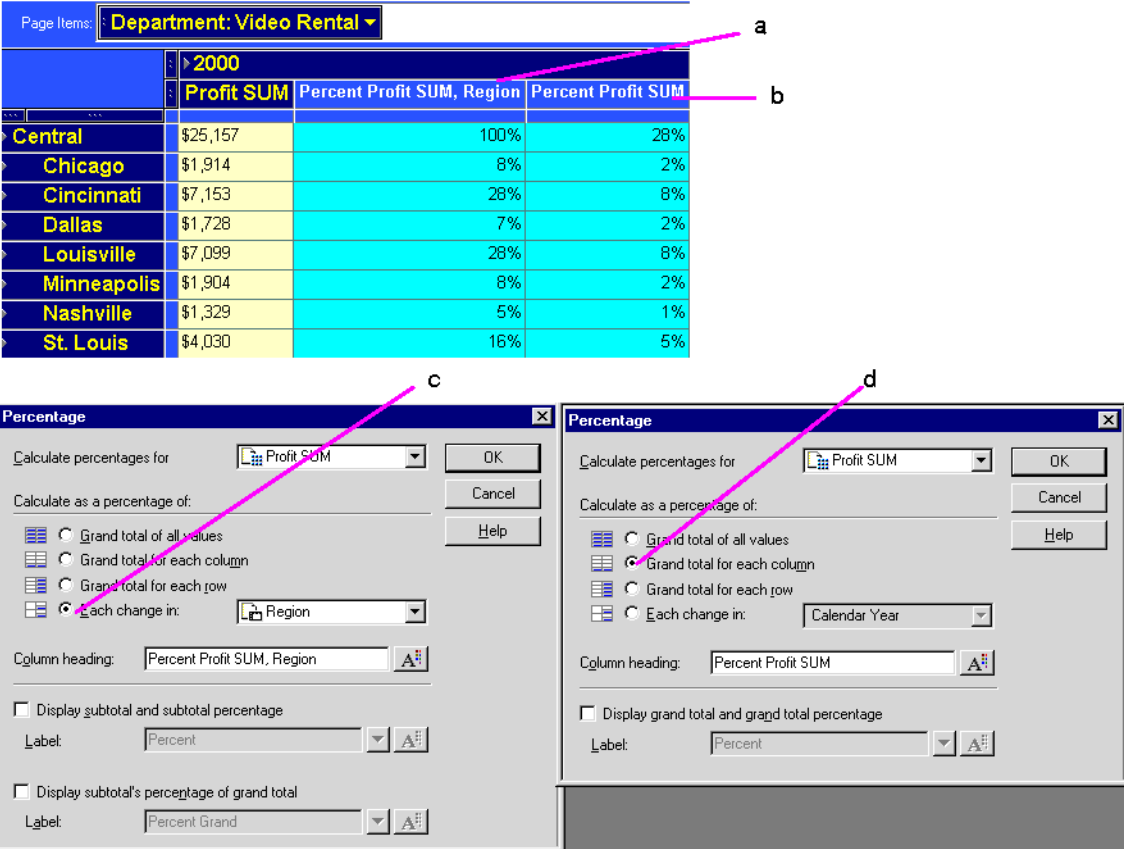 Page Items: Department: Video Rental
a
2000
Profit SUM Percent Profit SUM, Region Percent Profit SUM
b
Central $25,157 100% 28%
Chicago $1,914 8% 2%
Cincinnati $7,153 28% 8%
Dallas $1,728 7% 2%
Louisville $7,099 28% 8%
Minneapolis $1,904 8% 2%
Nashville $1,329 5% 1%
St. Louis $4,030 16% 5%
c
d
Percentage
Calculate percentages for Profit SUM OK
Calculate as a percentage of: Cancel
Grand total of all values Help
Grand total for each column
Grand total for each row
Each change in: Region
Column heading: Percent Profit SUM, Region
Display subtotal and subtotal percentage
Label: Percent
Display subtotal's percentage of grand total
Label: Percent Grand
Percentage
Calculate percentages for Profit SUM OK
Calculate as a percentage of: Cancel
Grand total of all values Help
Grand total for each column
Grand total for each row
Each change in: Calendar Year
Column heading: Percent Profit SUM
Display grand total and grand total percentage
Label: Percent